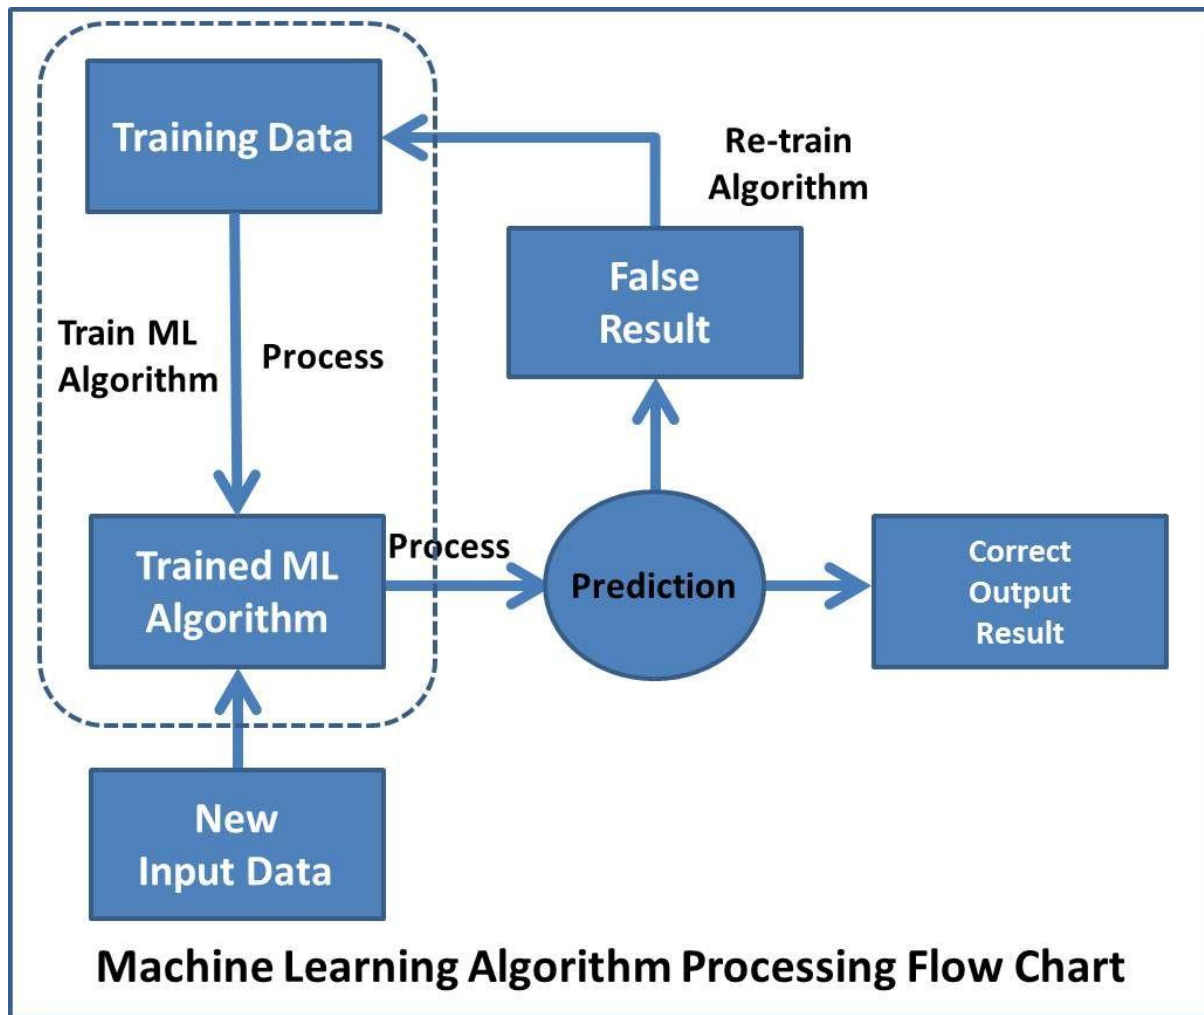 Training Data
Re-train
Algorithm
False
Result
Train ML
Algorithm
Process
Trained ML
Algorithm
Process
Prediction
Correct
Output
Result
New
Input Data
Machine Learning Algorithm Processing Flow Chart